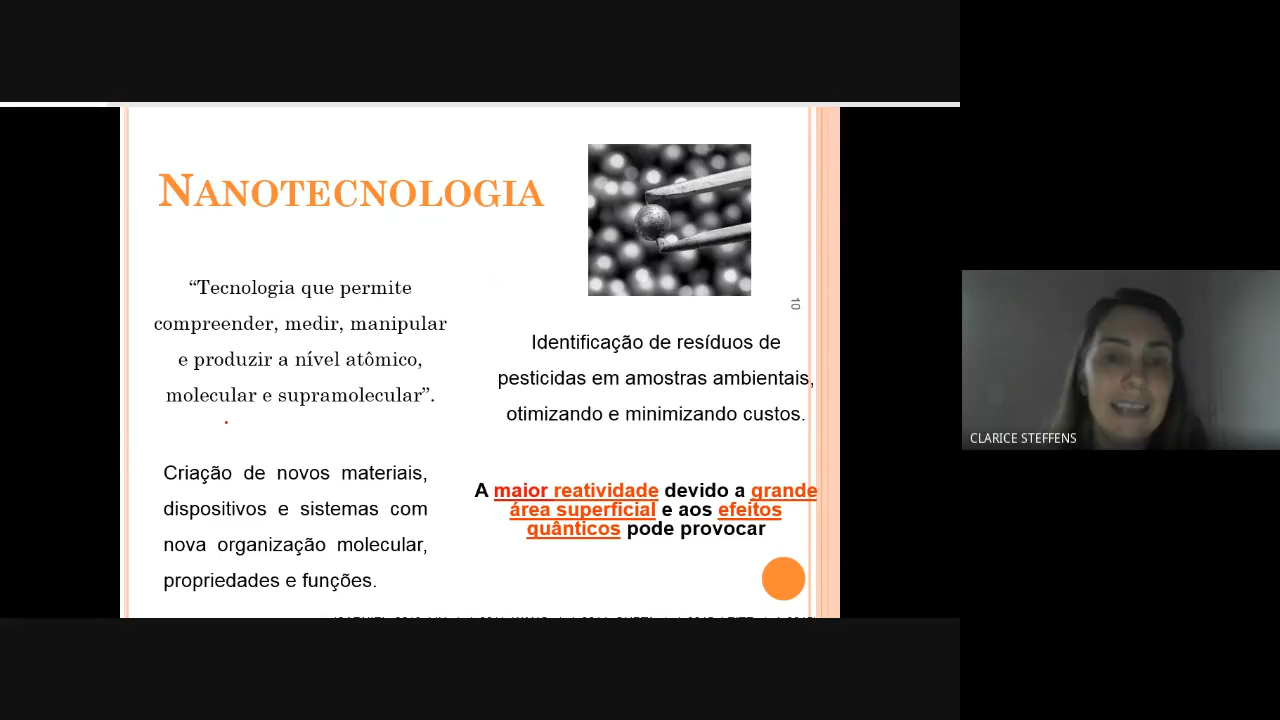 NANOTECNOLOGIA
“Tecnologia que permite
compreender, medir, manipular
e produzir a nível atômico,
molecular e supramolecular”.
Criação de novos materiais,
dispositivos e sistemas com
nova organização molecular,
propriedades e funções.
10
Identificação de resíduos de
pesticidas em amostras ambientais,
otimizando e minimizando custos.
A maior reatividade devido a grande
área superficial e aos efeitos
quânticos pode provocar
CLARICE STEFFENS